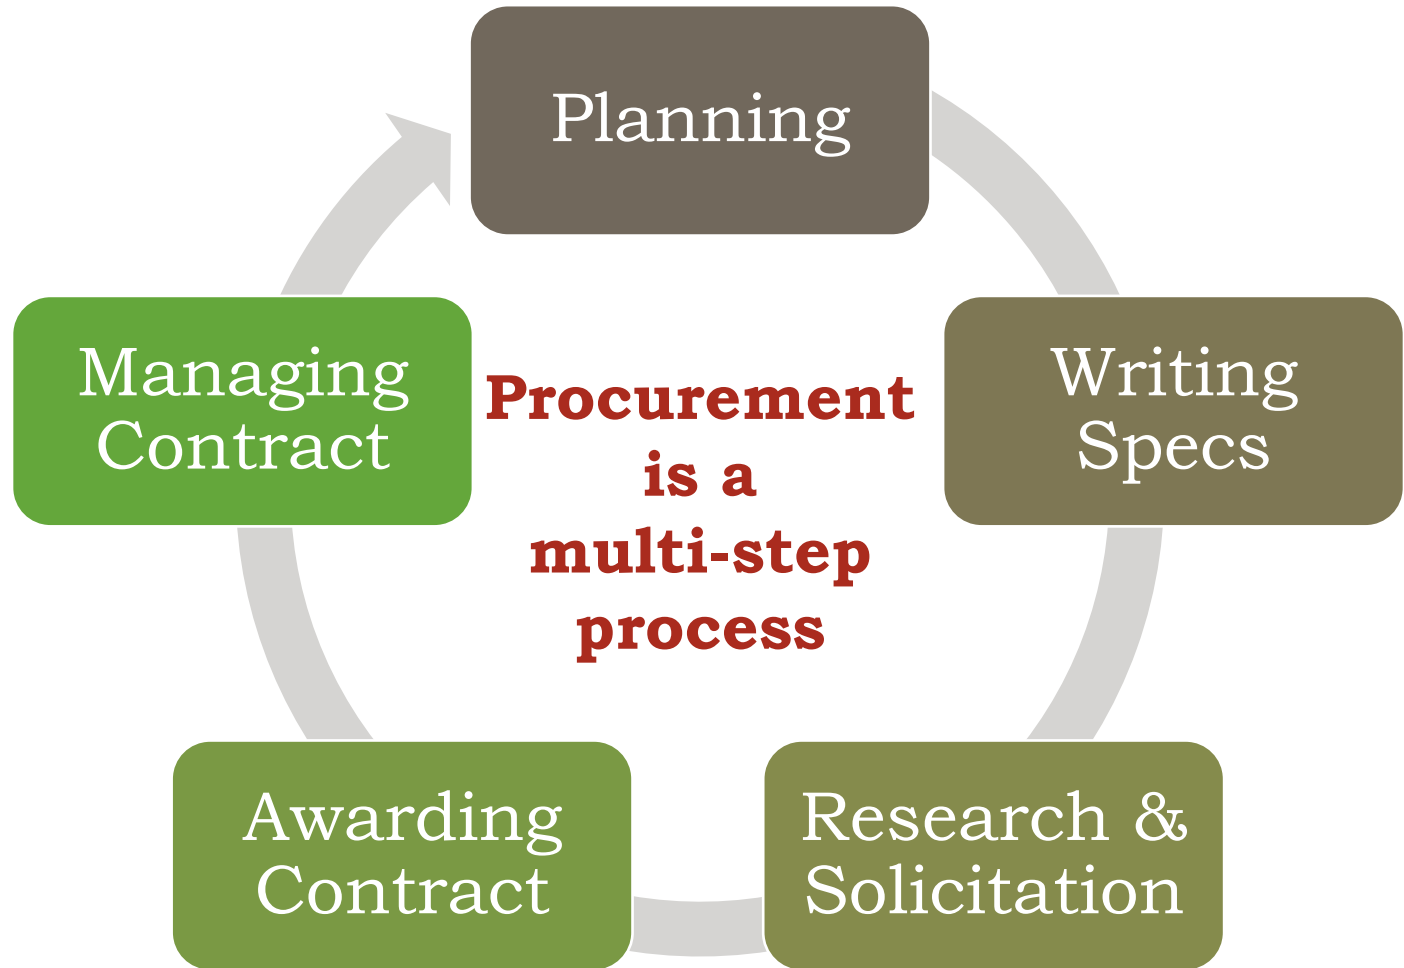 Planning
Writing
Specs
Research &
Solicitation
Awarding
Contract
Managing
Contract
Procurement
is a
multi-step
process